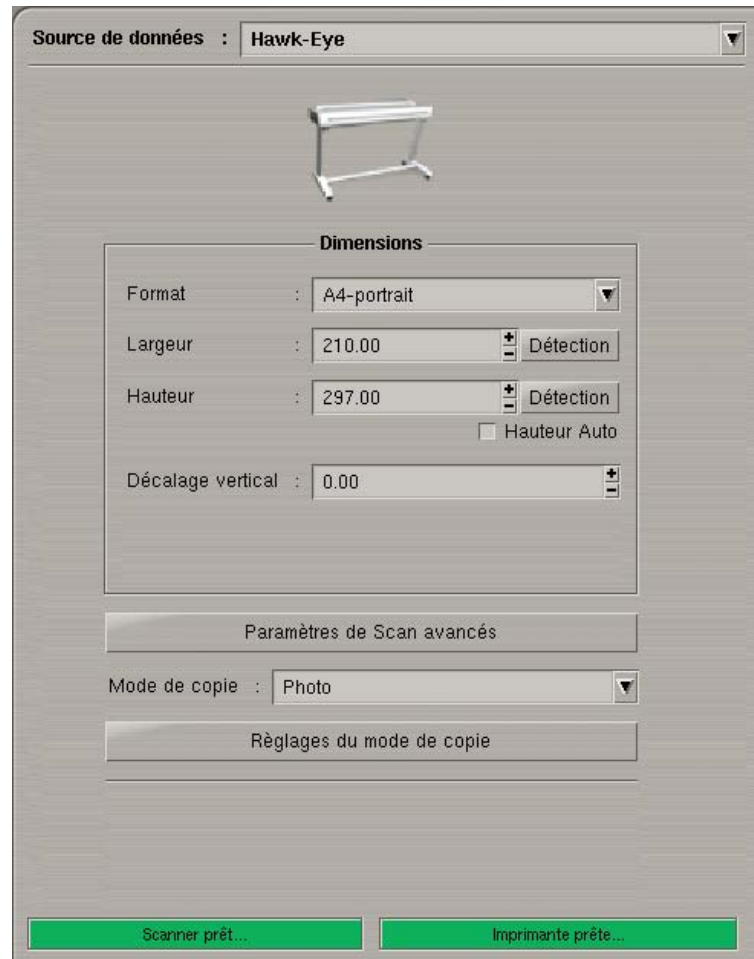 Source de données : Hawk-Eye
Dimensions
Format : A4-portrait
Largeur : 210.00 + - Détection
Hauteur : 297.00 + - Détection
Hauteur Auto
Décalage vertical : 0.00 + -
Paramètres de Scan avancés
Mode de copie : Photo
Règlages du mode de copie
Scanner prêt... Imprimante prête...